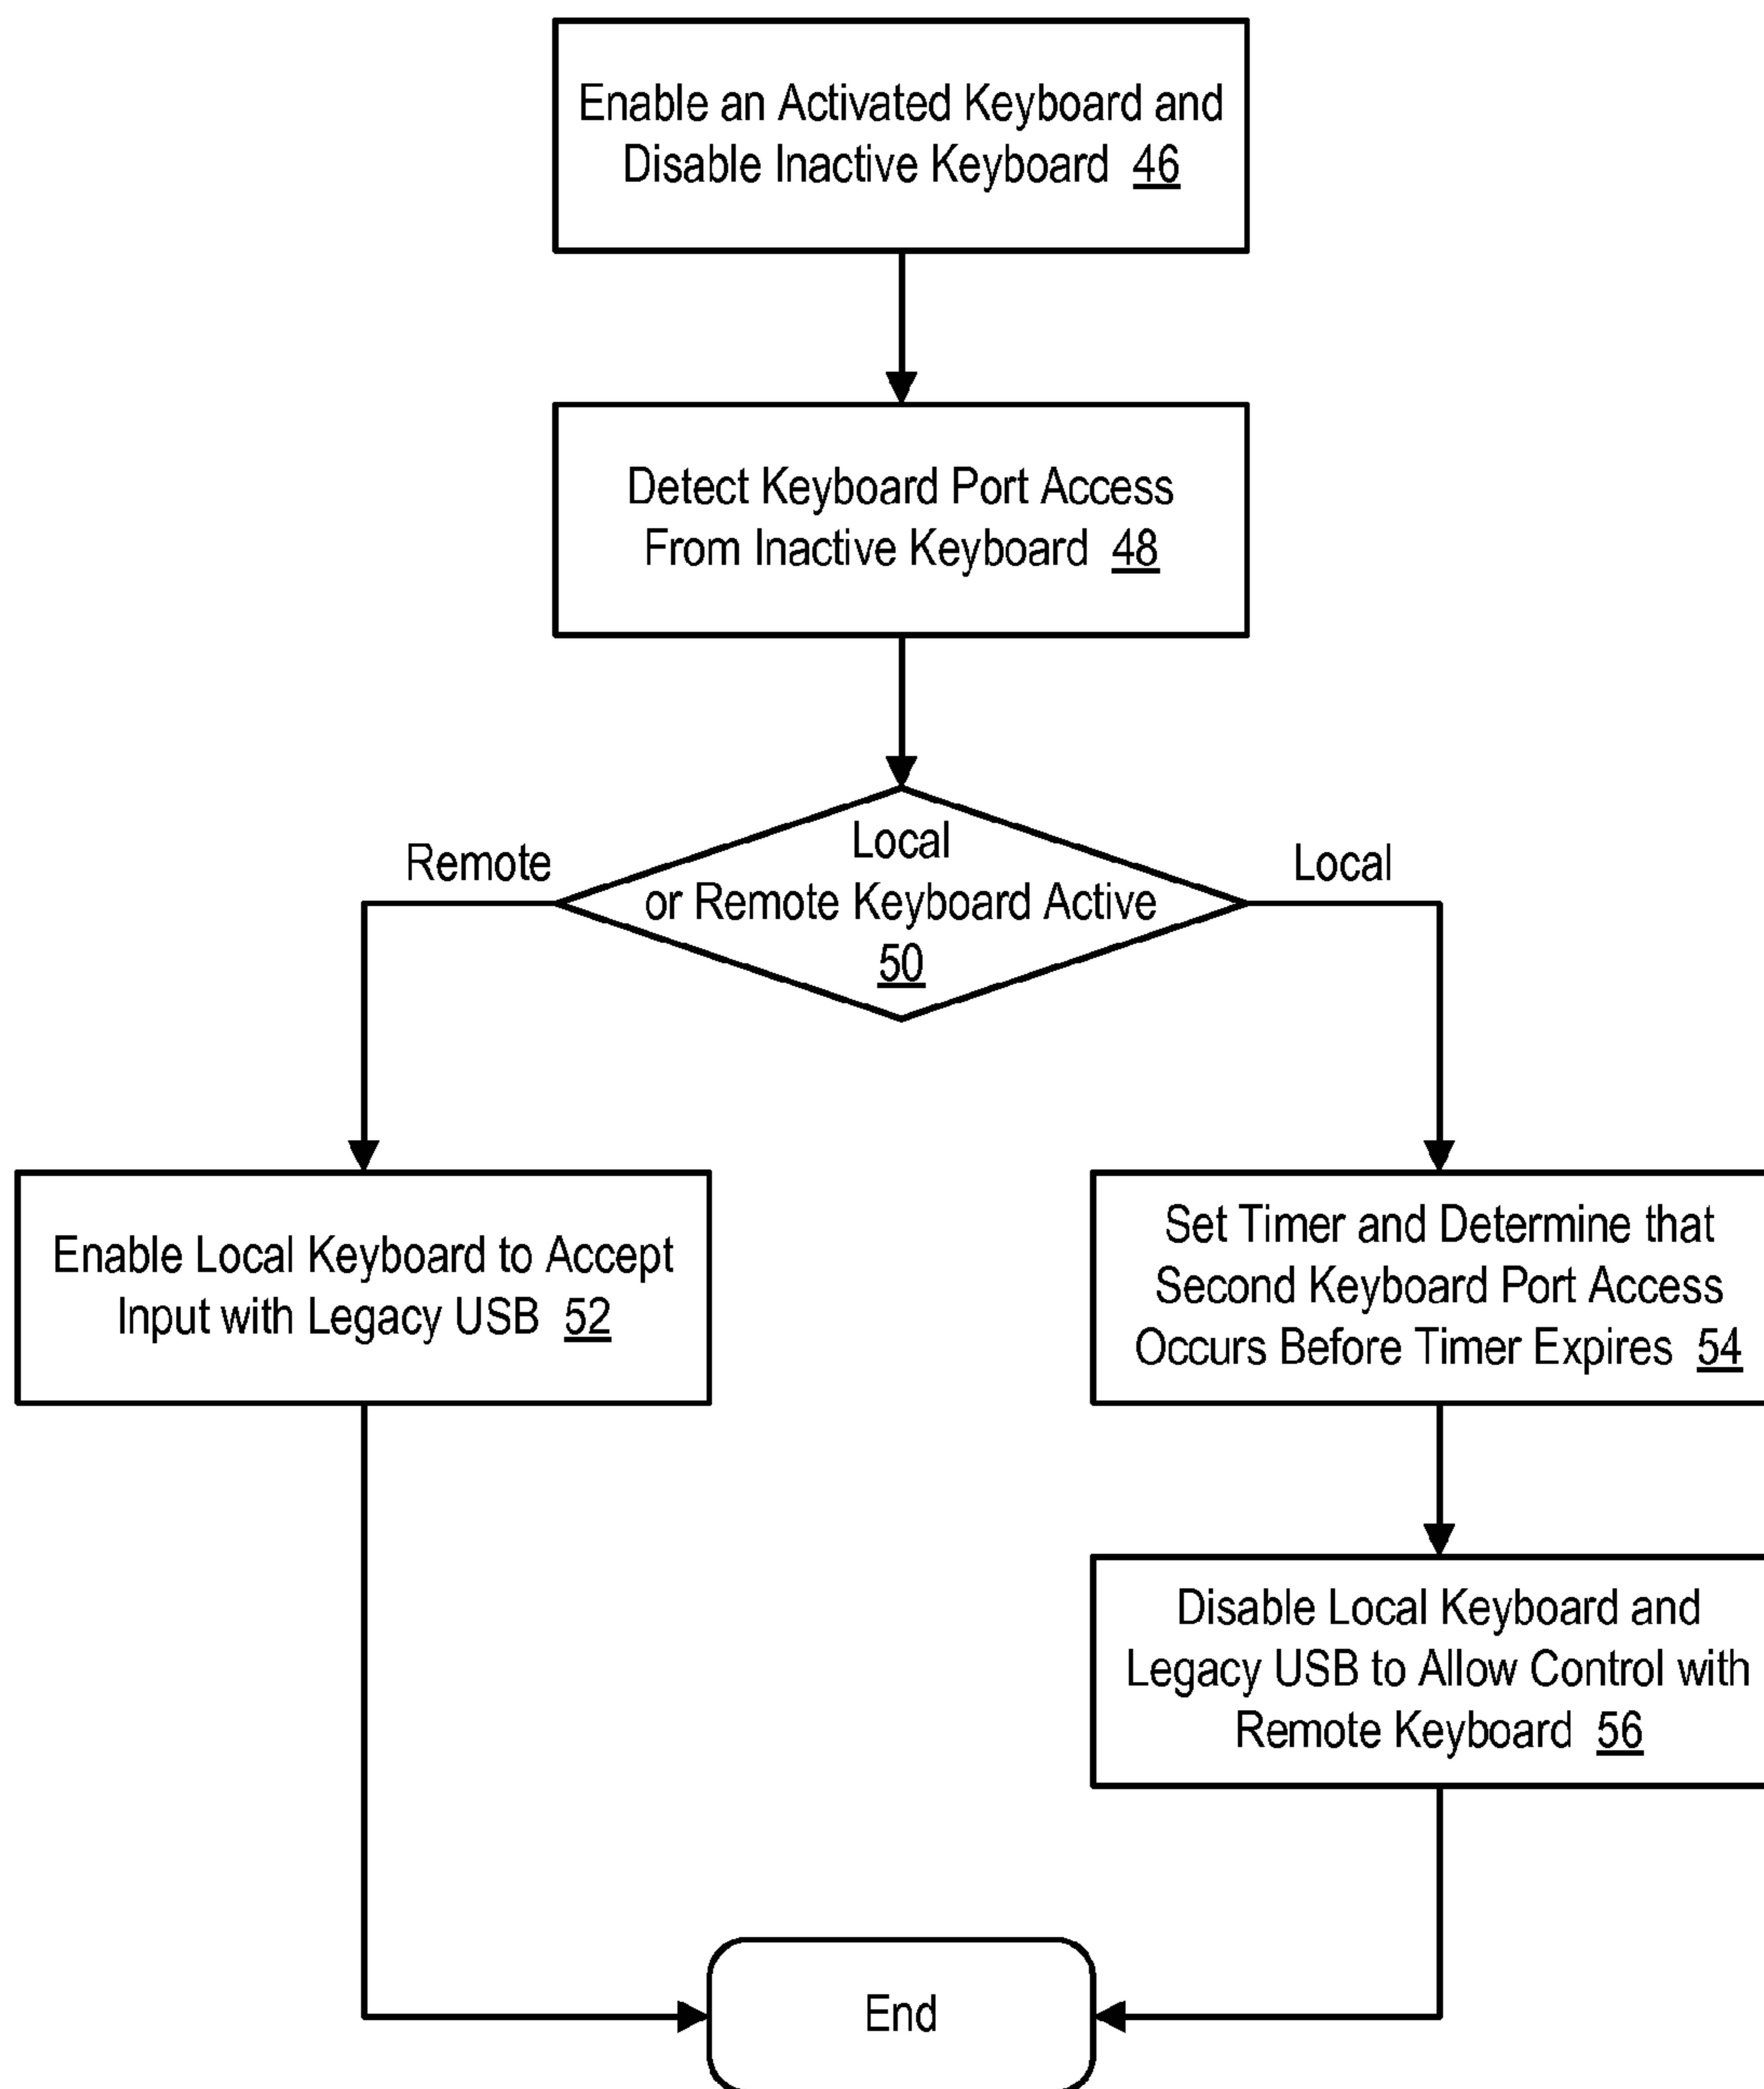 Enable an Activated Keyboard and
Disable Inactive Keyboard 46
Detect Keyboard Port Access
From Inactive Keyboard 48
Local
or Remote Keyboard Active
50
Remote
Local
Enable Local Keyboard to Accept
Input with Legacy USB 52
Set Timer and Determine that
Second Keyboard Port Access
Occurs Before Timer Expires 54
Disable Local Keyboard and
Legacy USB to Allow Control with
Remote Keyboard 56
End